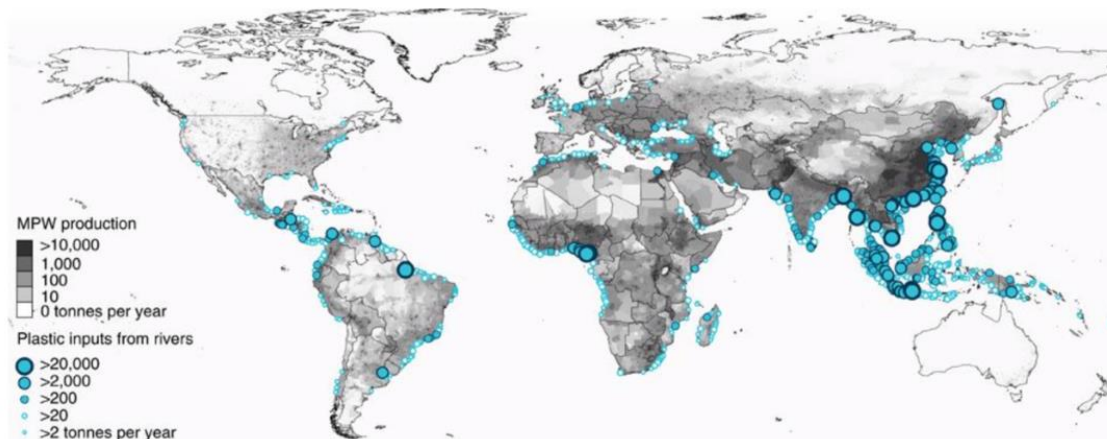 MPW production
>10,000
1,000
100
10
0 tonnes per year
Plastic inputs from rivers
>20,000
>2,000
>200
>20
>2 tonnes per year